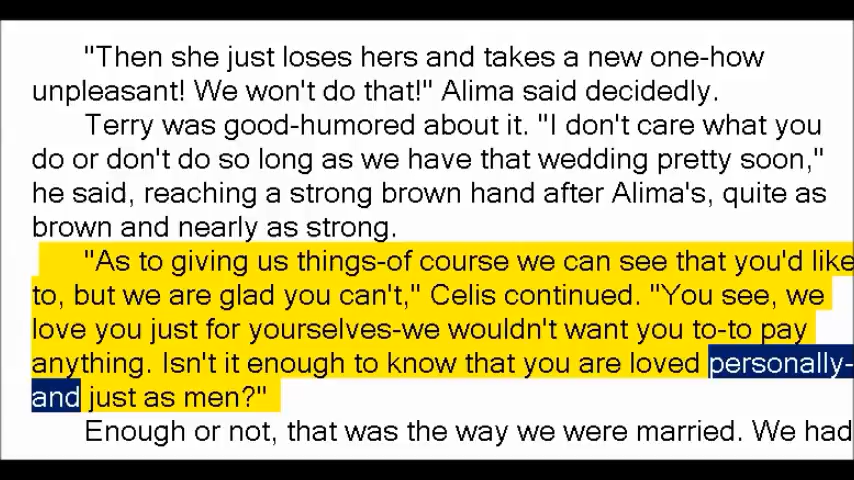 "Then she just loses hers and takes a new one-how
unpleasant! We won't do that!" Alima said decidedly.
Terry was good-humored about it. "I don't care what you
do or don't do so long as we have that wedding pretty soon,"
he said, reaching a strong brown hand after Alima's, quite as
brown and nearly as strong.
"As to giving us things-of course we can see that you'd like
to, but we are glad you can't," Celis continued. "You see, we
love you just for yourselves-we wouldn't want you to-to pay
anything. Isn't it enough to know that you are loved personally-
and just as men?"
Enough or not, that was the way we were married. We had